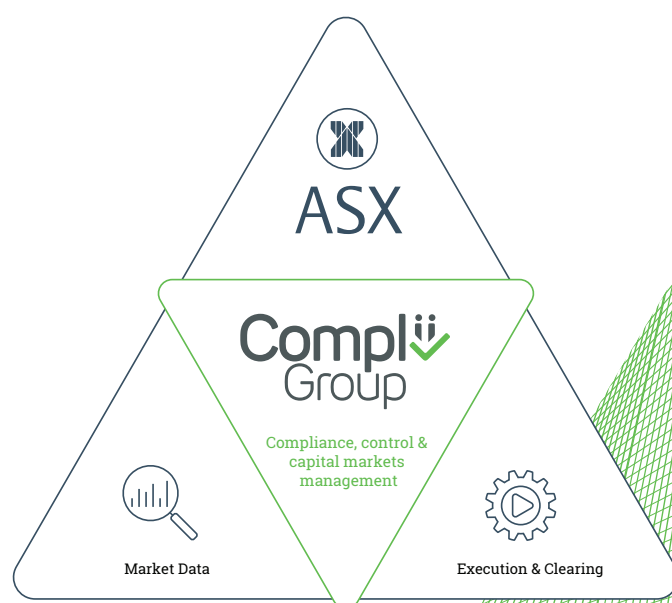 ASX
Complii
Group
Compliance, control &
capital markets
management
Market Data
Execution & Clearing